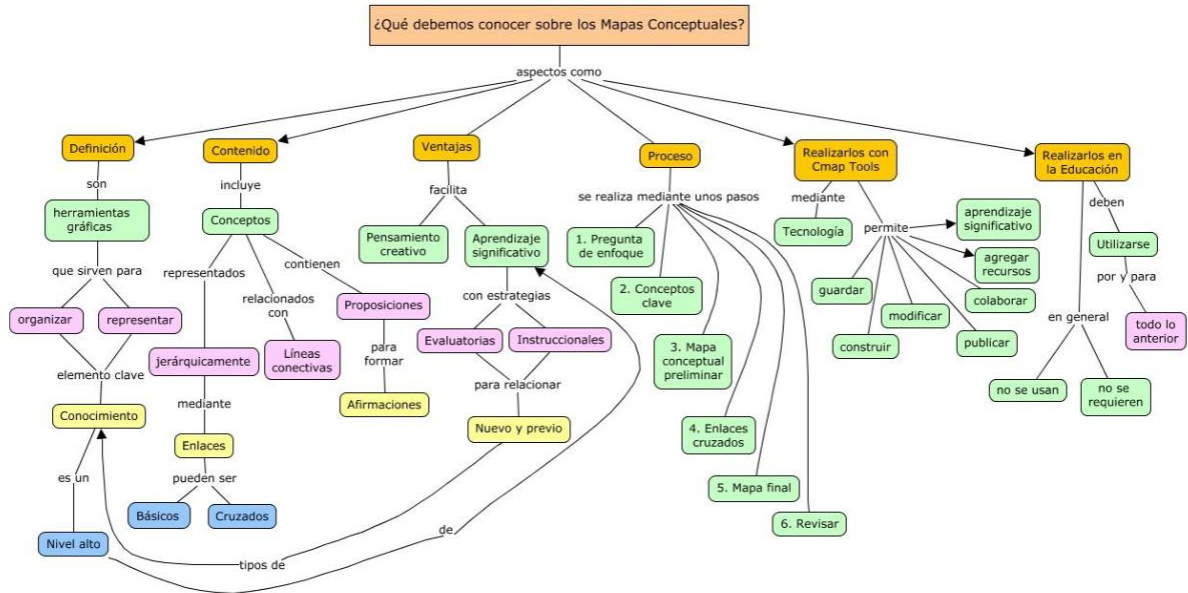 ¿Qué debemos conocer sobre los Mapas Conceptuales?
aspectos como
Definición
Contenido
Ventajas
Proceso
Realizarlos con
Cmap Tools
Realizarlos en
la Educación
son
incluye
facilita
se realiza mediante unos pasos
mediante
permite
deben
herramientas
gráficas
Conceptos
Pensamiento
creativo
Aprendizaje
significativo
1. Pregunta
de enfoque
Tecnología
aprendizaje
significativo
Utilizarse
que sirven para
representados
relacionados
con
contienen
con estrategias
2. Conceptos
clave
guardar
agregar
recursos
colaborar
por y para
organizar
representar
Proposiciones
modificar
en general
todo lo
anterior
elemento clave
jerárquicamente
Líneas
conectivas
para
formar
Evaluatorias
Instruccionales
3. Mapa
conceptual
preliminar
construir
publicar
Conocimiento
mediante
Afirmaciones
para relacionar
no se usan
no se
requieren
Enlaces
Nuevo y previo
4. Enlaces
cruzados
es un
pueden ser
5. Mapa final
Básicos
Cruzados
6. Revisar
Nivel alto
de
tipos de